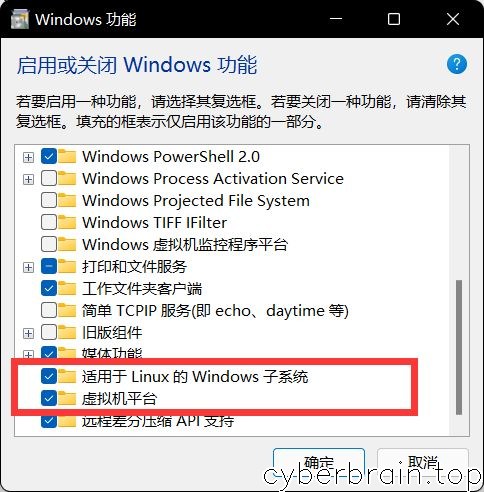 Windows 功能
启用或关闭 Windows 功能
?
若要启用一种功能，请选择其复选框。若要关闭一种功能，请清除其
复选框。填充的框表示仅启用该功能的一部分。
Windows PowerShell 2.0
Windows Process Activation Service
Windows Projected File System
Windows TIFF IFilter
Windows 虚拟机监控程序平台
打印和文件服务
工作文件夹客户端
简单 TCPIP 服务(即 echo、daytime 等)
旧版组件
媒体功能
适用于 Linux 的 Windows 子系统
虚拟机平台
远程差分压缩 API 支持
确定
取消
cyberbrain.top